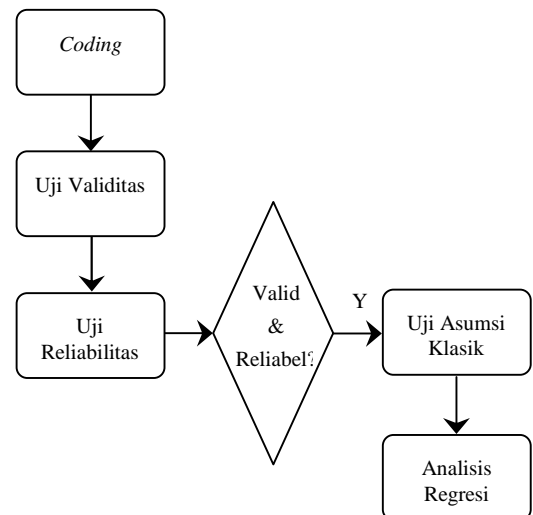 Coding
Uji Validitas
Uji
Reliabilitas
Valid
&
Reliabel?
Y
Uji Asumsi
Klasik
Analisis
Regresi